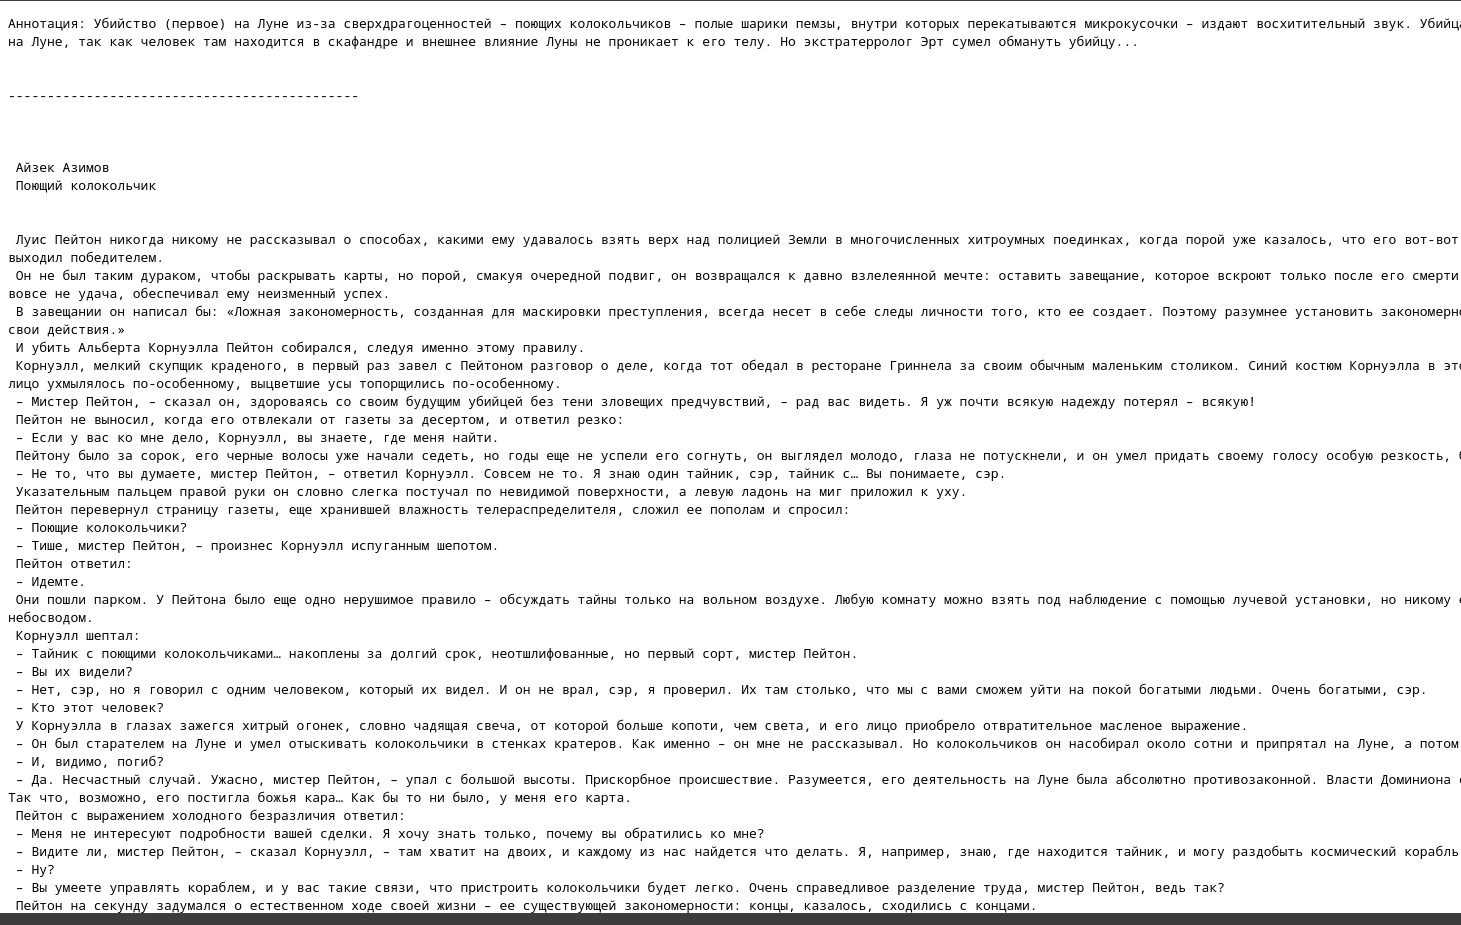 Аннотация: Убийство (первое) на Луне из-за сверхдрагоценностей – поющих колокольчиков – полые шарики пемзы, внутри которых перекатываются микрокусочки – издают восхитительный звук.
на Луне, так как человек там находится в скафандре и внешнее влияние Луны не проникает к его телу. Но экстратерролог Эрт сумел обмануть убийцу...
---------------------------------------------
Айзек Азимов
Поющий колокольчик
Луис Пейтон никогда никому не рассказывал о способах, какими ему удавалось взять верх над полицией Земли в многочисленных хитроумных поединках, когда порой уже казалось, что его вот-вот
выходил победителем.
Он не был таким дураком, чтобы раскрывать карты, но порой, смакуя очередной подвиг, он возвращался к давно взлелеянной мечте: оставить завещание, которое вскроют только после его смерти
вовсе не удача, обеспечивал ему неизменный успех.
В завещании он написал бы: «Ложная закономерность, созданная для маскировки преступления, всегда несет в себе следы личности того, кто ее создает. Поэтому разумнее установить
свои действия.»
И убить Альберта Корнуэлла Пейтон собирался, следуя именно этому правилу.
Корнуэлл, мелкий скупщик краденого, в первый раз завел с Пейтоном разговор о деле, когда тот обедал в ресторане Гриннела за своим обычным маленьким столиком. Синий костюм Корнуэлла в
лицо ухмылялось по-особенному, выцветшие усы топорщились по-особенному.
– Мистер Пейтон, – сказал он, здороваясь со своим будущим убийцей без тени зловещих предчувствий, – рад вас видеть. Я уж почти всякую надежду потерял – всякую!
Пейтон не выносил, когда его отвлекали от газеты за десертом, и ответил резко:
– Если у вас ко мне дело, Корнуэлл, вы знаете, где меня найти.
Пейтону было за сорок, его черные волосы уже начали седеть, но годы еще не успели его согнуть, он выглядел молодо, глаза не потускнели, и он умел придать своему голосу особую резкость,
– Не то, что вы думаете, мистер Пейтон, – ответил Корнуэлл. Совсем не то. Я знаю один тайник, сэр, тайник с… Вы понимаете, сэр.
Указательным пальцем правой руки он словно слегка постучал по невидимой поверхности, а левую ладонь на миг приложил к уху.
Пейтон перевернул страницу газеты, еще хранившей влажность телераспределителя, сложил ее пополам и спросил:
– Поющие колокольчики?
– Тише, мистер Пейтон, – произнес Корнуэлл испуганным шепотом.
Пейтон ответил:
– Идемте.
Они пошли парком. У Пейтона было еще одно нерушимое правило – обсуждать тайны только на вольном воздухе. Любую комнату можно взять под наблюдение с помощью лучевой установки, но никому
небосводом.
Корнуэлл шептал:
– Тайник с поющими колокольчиками… накоплены за долгий срок, неотшлифованные, но первый сорт, мистер Пейтон.
– Вы их видели?
– Нет, сэр, но я говорил с одним человеком, который их видел. И он не врал, сэр, я проверил. Их там столько, что мы с вами сможем уйти на покой богатыми людьми. Очень богатыми, сэр.
– Кто этот человек?
У Корнуэлла в глазах зажегся хитрый огонек, словно чадящая свеча, от которой больше копоти, чем света, и его лицо приобрело отвратительное масленое выражение.
– Он был старателем на Луне и умел отыскивать колокольчики в стенках кратеров. Как именно – он мне не рассказывал. Но колокольчиков он насобирал около сотни и припрятал на Луне, а потом
– И, видимо, погиб?
– Да. Несчастный случай. Ужасно, мистер Пейтон, – упал с большой высоты. Прискорбное происшествие. Разумеется, его деятельность на Луне была абсолютно противозаконной. Власти Доминиона
Так что, возможно, его постигла божья кара… Как бы то ни было, у меня его карта.
Пейтон с выражением холодного безразличия ответил:
– Меня не интересуют подробности вашей сделки. Я хочу знать только, почему вы обратились ко мне?
– Видите ли, мистер Пейтон, – сказал Корнуэлл, – там хватит на двоих, и каждому из нас найдется что делать. Я, например, знаю, где находится тайник, и могу раздобыть космический корабль
– Ну?
– Вы умеете управлять кораблем, и у вас такие связи, что пристроить колокольчики будет легко. Очень справедливое разделение труда, мистер Пейтон, ведь так?
Пейтон на секунду задумался о естественном ходе своей жизни – ее существующей закономерности: концы, казалось, сходились с концами.